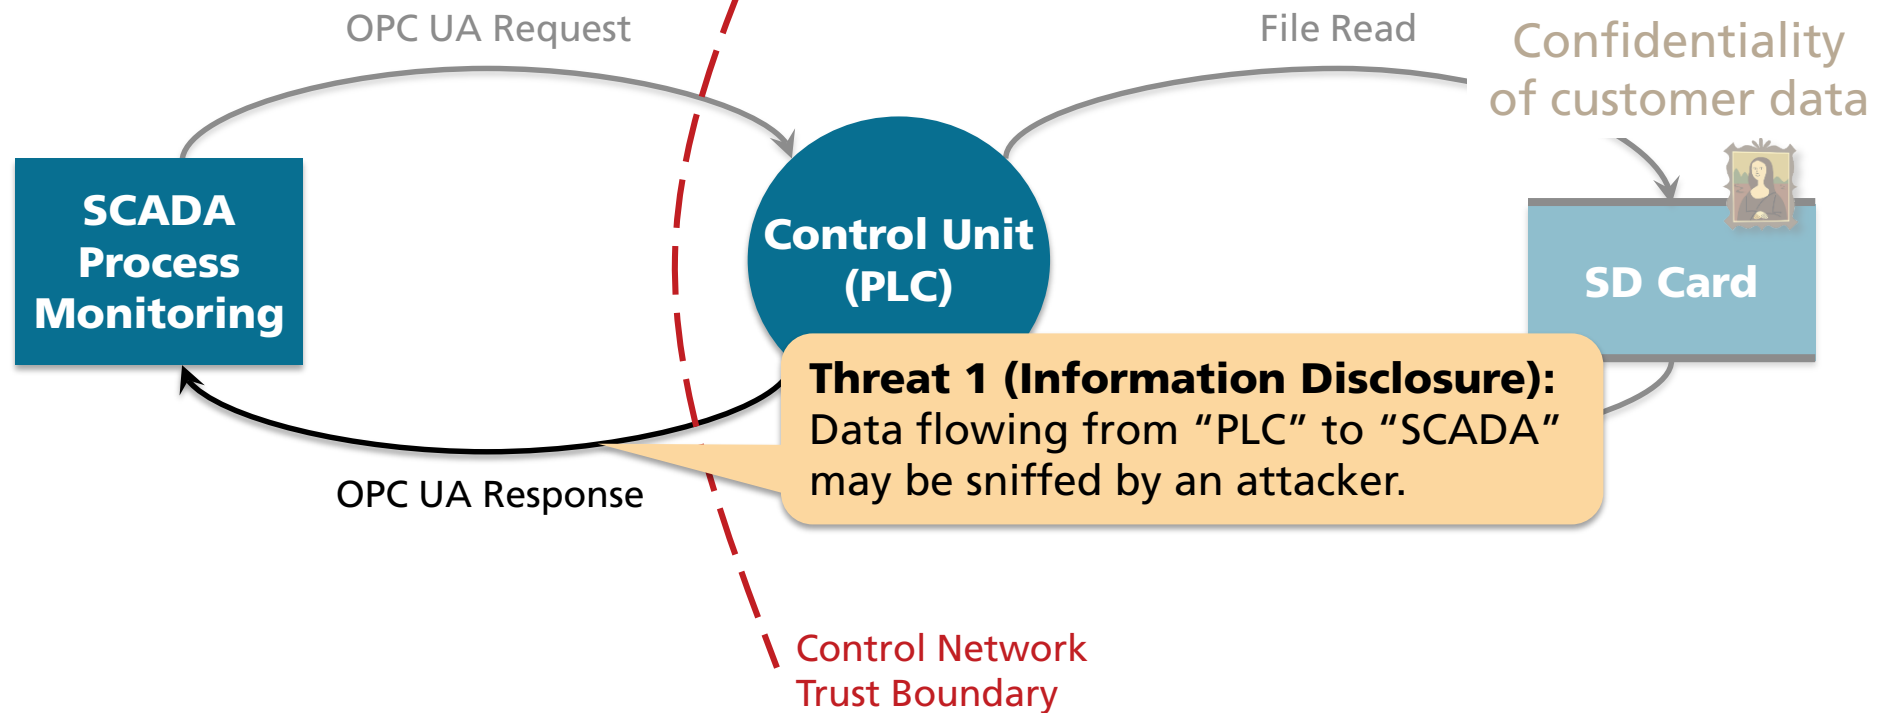 OPC UA Request
File Read
Confidentiality
of customer data
SCADA
Process
Monitoring
Control Unit
(PLC)
SD Card
Threat 1 (Information Disclosure):
Data flowing from “PLC” to “SCADA”
may be sniffed by an attacker.
OPC UA Response
Control Network
Trust Boundary